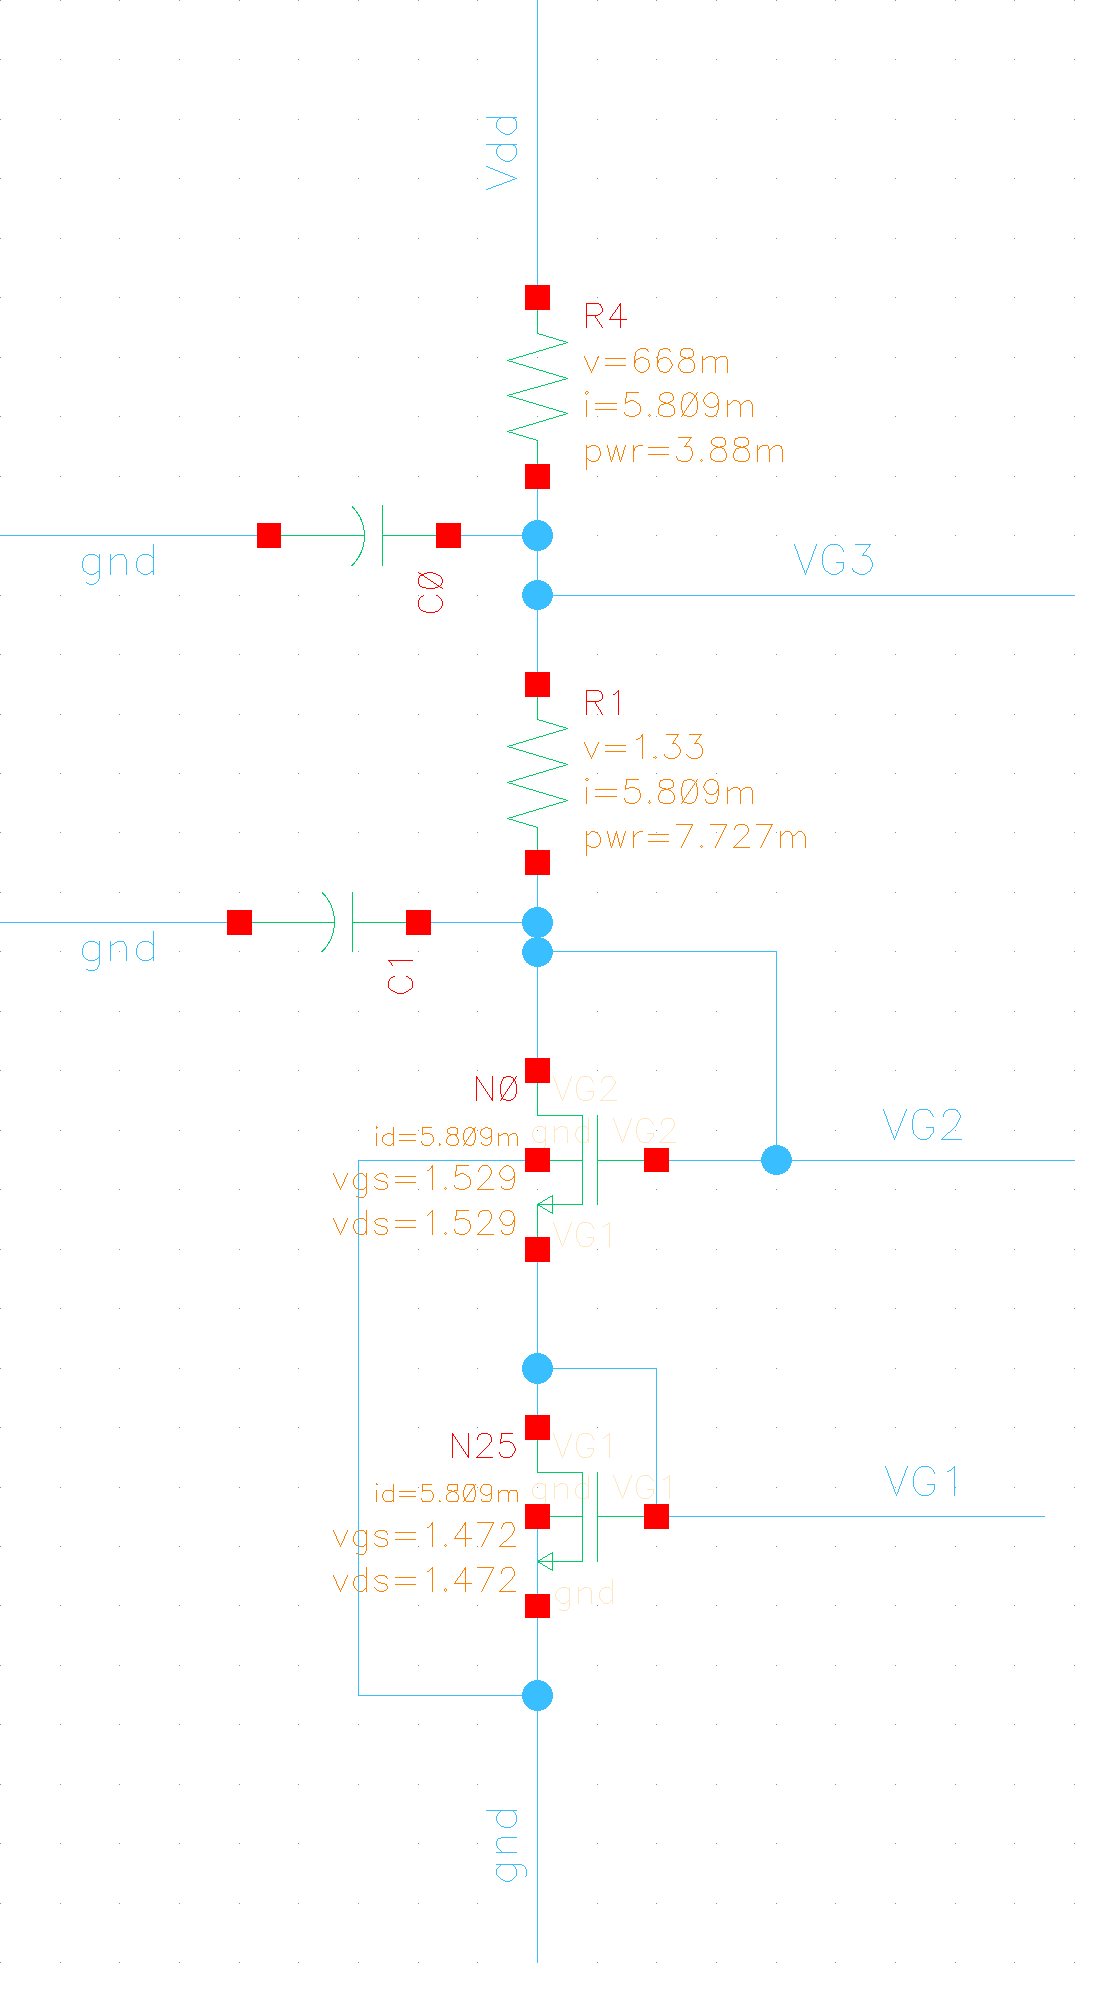 Vdd
R4
v=668m
i=5.809m
pwr=3.88m
gnd
C0
VG3
R1
v=1.33
i=5.809m
pwr=7.727m
gnd
C1
N0
VG2
id=5.809m
gnd
VG2
vgs=1.529
vds=1.529
VG1
VG2
N25
VG1
id=5.809m
gnd
VG1
vgs=1.472
vds=1.472
gnd
VG1
gnd